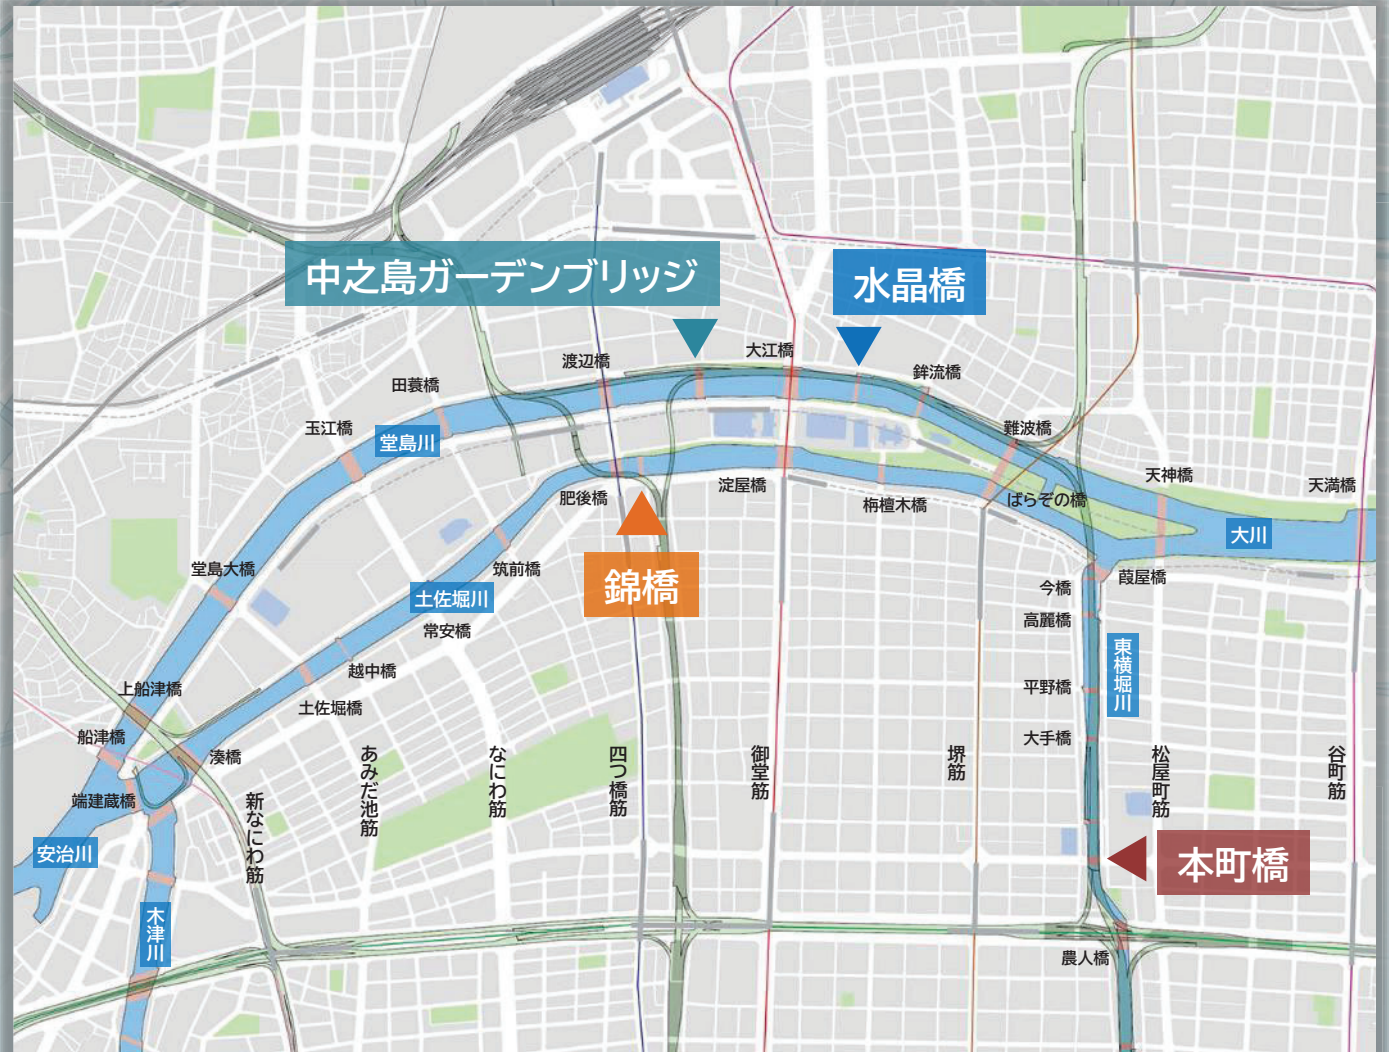 中之島ガーデンブリッジ
水晶橋
大江橋
渡辺橋
鉾流橋
田蓑橋
玉江橋
堂島川
難波橋
天神橋
天満橋
淀屋橋
肥後橋
栴檀木橋
ばらぞの橋
大川
錦橋
筑前橋
堂島大橋
葭屋橋
今橋
土佐堀川
高麗橋
常安橋
東横堀川
越中橋
上船津橋
平野橋
土佐堀橋
船津橋
大手橋
湊橋
あみだ池筋
なにわ筋
四つ橋筋
御堂筋
堺筋
松屋町筋
谷町筋
端建蔵橋
新なにわ筋
安治川
本町橋
木津川
農人橋